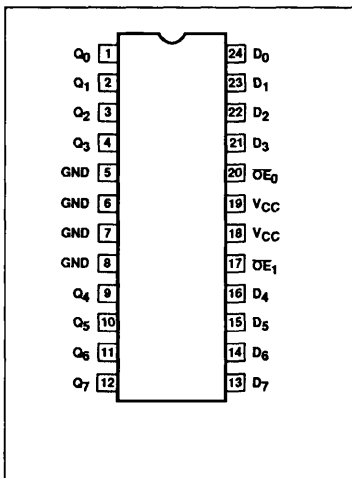 Q0 1 24 D0
Q1 2 23 D1
Q2 3 22 D2
Q3 4 21 D3
GND 5 20 O̅E̅0
GND 6 19 VCC
GND 7 18 VCC
GND 8 17 O̅E̅1
Q4 9 16 D4
Q5 10 15 D5
Q6 11 14 D6
Q7 12 13 D7